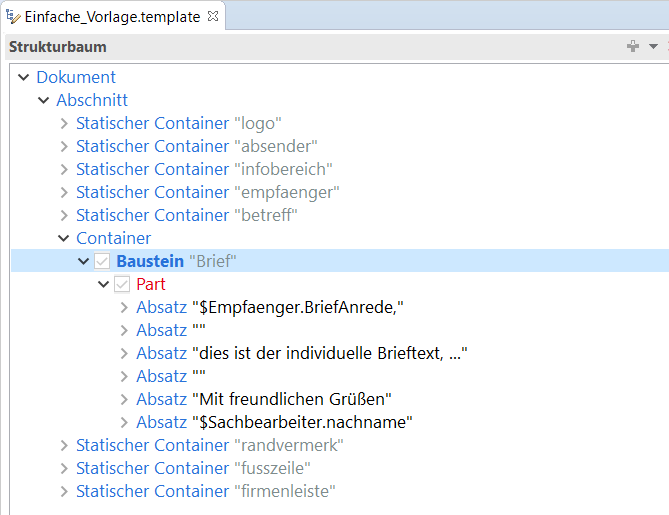 Einfache_Vorlage.template
Strukturbaum
Dokument
Abschnitt
Statischer Container "logo"
Statischer Container "absender"
Statischer Container "infobereich"
Statischer Container "empfaenger"
Statischer Container "betreff"
Container
Baustein "Brief"
Part
Absatz "$Empfaenger.BriefAnrede,"
Absatz ""
Absatz "dies ist der individuelle Brieftext, ..."
Absatz ""
Absatz "Mit freundlichen Grüßen"
Absatz "$Sachbearbeiter.nachname"
Statischer Container "randvermerk"
Statischer Container "fusszeile"
Statischer Container "firmenleiste"